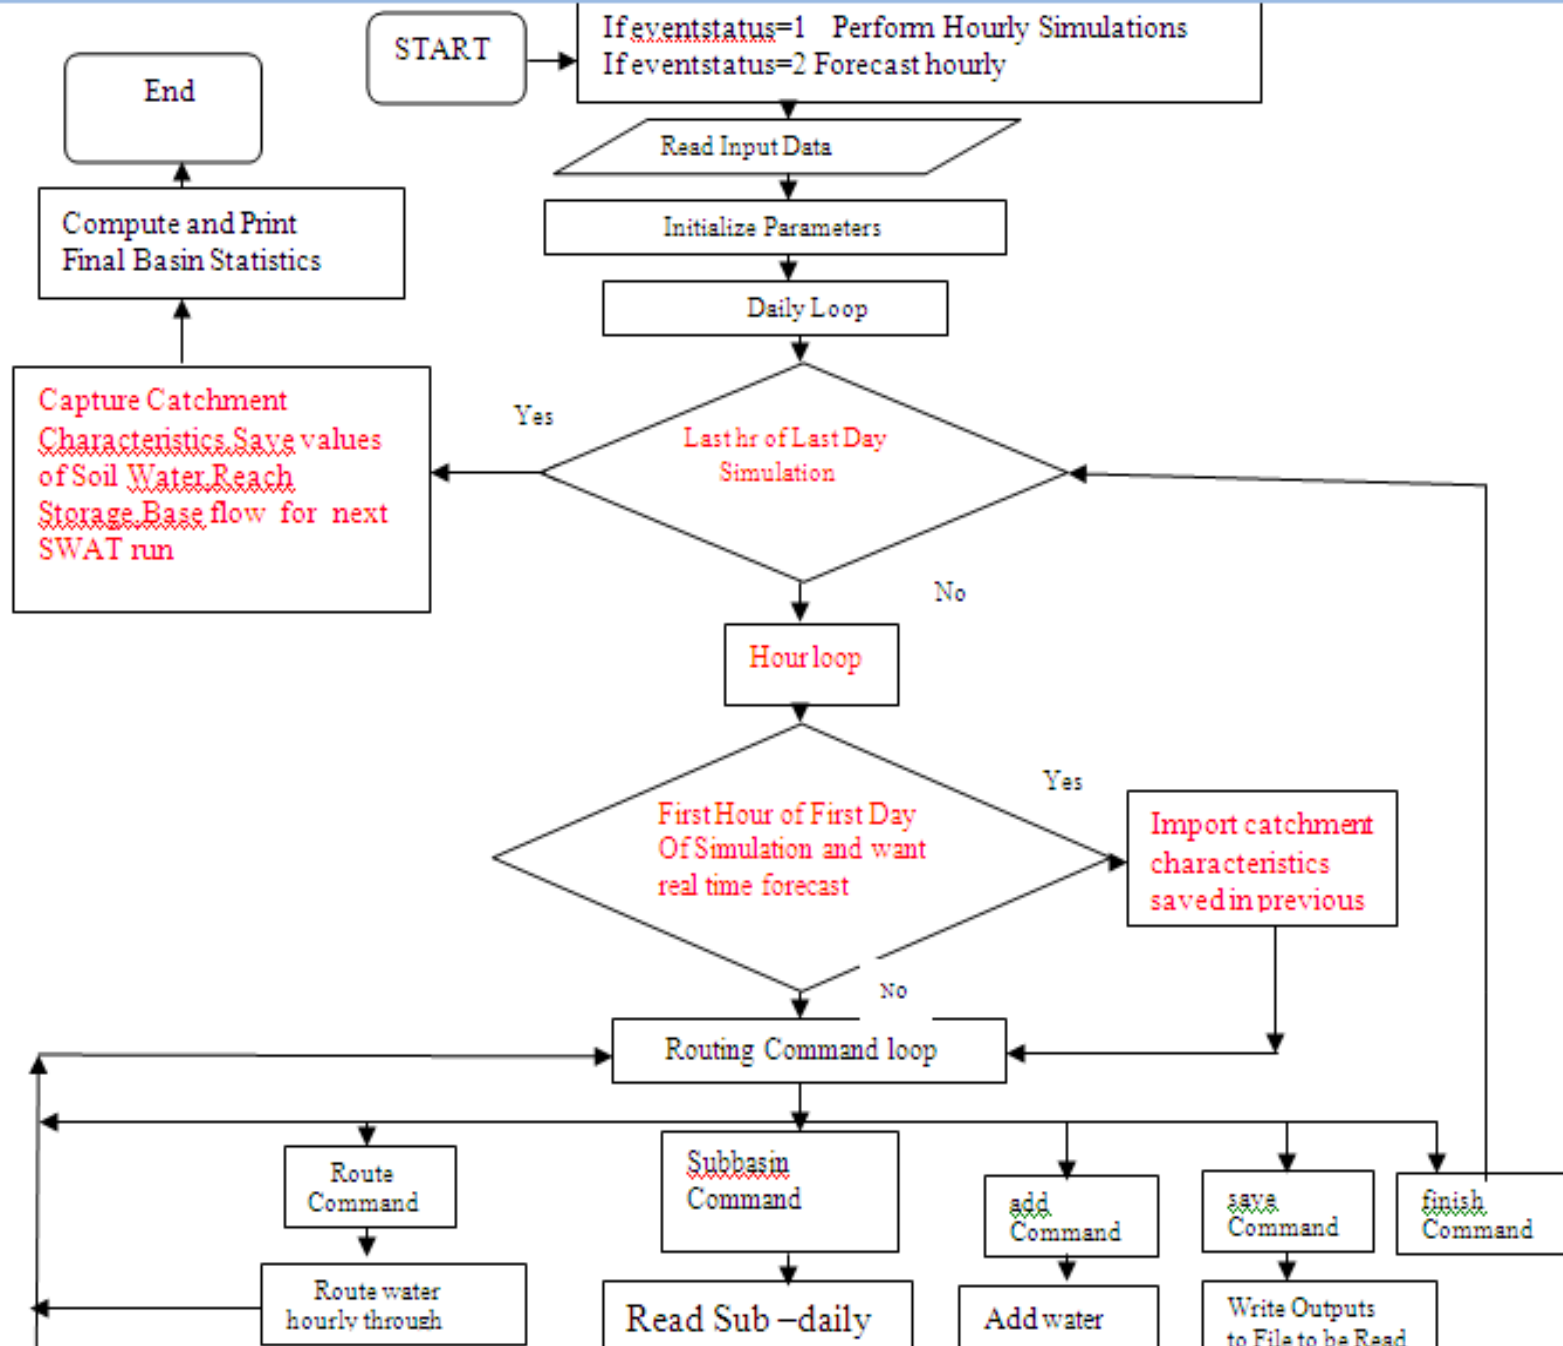 If eventstatus=1 Perform Hourly Simulations
If eventstatus=2 Forecast hourly
START
End
Read Input Data
Compute and Print
Final Basin Statistics
Initialize Parameters
Daily Loop
Capture Catchment
Characteristics,Save values
of Soil Water,Reach
Storage,Base flow for next
SWAT run
Yes
Last hr of Last Day
Simulation
No
Hour loop
First Hour of First Day
Of Simulation and want
real time forecast
Yes
Import catchment
characteristics
saved in previous
No
Routing Command loop
Route
Command
Subbasin
Command
add
Command
save
Command
finish
Command
Route water
hourly through
Read Sub –daily
Add water
Write Outputs
to File to be Read